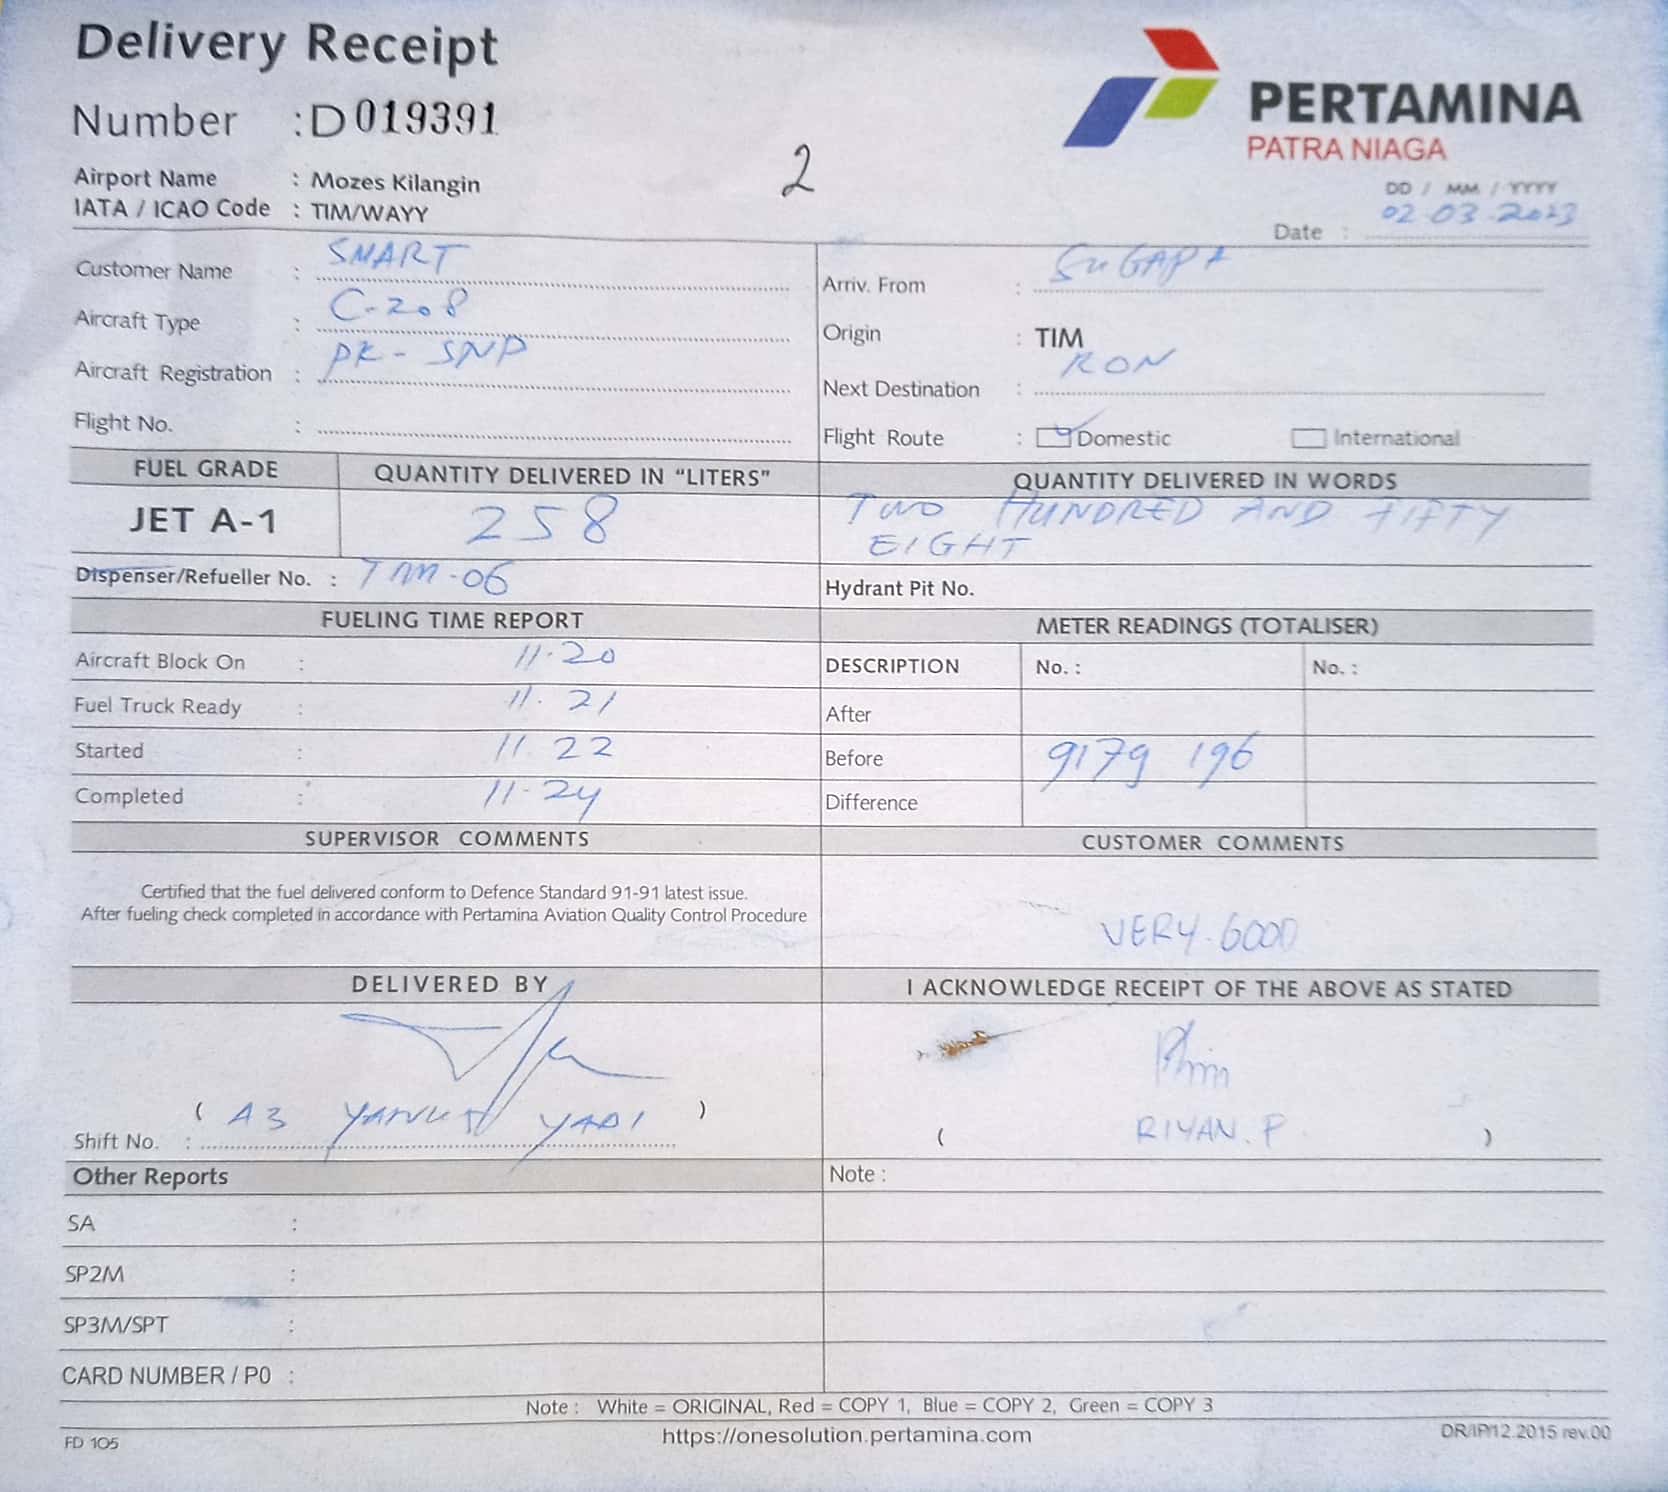 Delivery Receipt
Number : D 019391
PERTAMINA
PATRA NIAGA
2
Airport Name : Mozes Kilangin
IATA / ICAO Code : TIM/WAYY
DD / MM / YYYY
Date : 02-03-2023
Customer Name : SMART
Aircraft Type : C-208
Aircraft Registration : PK-SNP
Flight No. :
Arriv. From : SUGAPA
Origin : TIM
Next Destination : RON
Flight Route : Domestic International
FUEL GRADE QUANTITY DELIVERED IN “LITERS” QUANTITY DELIVERED IN WORDS
JET A-1 258 TWO HUNDRED AND FIFTY
EIGHT
Dispenser/Refueller No. : TIM-06 Hydrant Pit No.
FUELING TIME REPORT METER READINGS (TOTALISER)
Aircraft Block On : 11.20 DESCRIPTION No. : No. :
Fuel Truck Ready : 11.21 After
Started : 11.22 Before 9179 196
Completed : 11.24 Difference
SUPERVISOR COMMENTS CUSTOMER COMMENTS
Certified that the fuel delivered conform to Defence Standard 91-91 latest issue.
After fueling check completed in accordance with Pertamina Aviation Quality Control Procedure
VERY.GOOD
DELIVERED BY I ACKNOWLEDGE RECEIPT OF THE ABOVE AS STATED
( A3 YADI )
Shift No. :
( RIYAN. P )
Other Reports Note :
SA :
SP2M :
SP3M/SPT :
CARD NUMBER / P0 :
Note : White = ORIGINAL, Red = COPY 1, Blue = COPY 2, Green = COPY 3
FD 105 https://onesolution.pertamina.com DR/IP/12.2015 rev.00